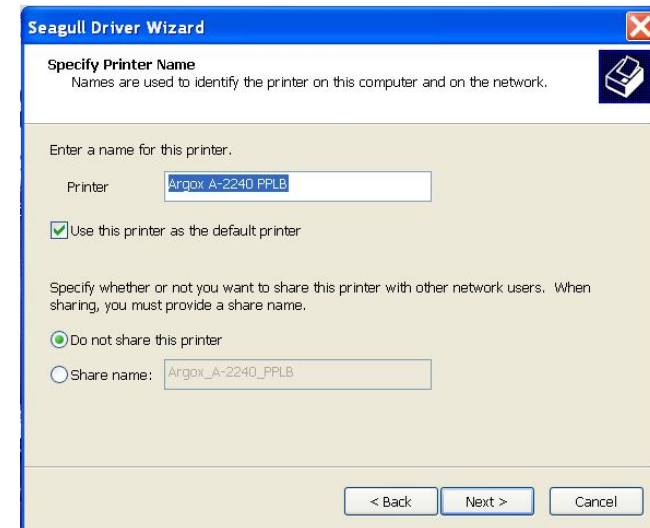 Seagull Driver Wizard
Specify Printer Name
Names are used to identify the printer on this computer and on the network.
Enter a name for this printer.
Printer Argox A-2240 PPLB
Use this printer as the default printer
Specify whether or not you want to share this printer with other network users. When
sharing, you must provide a share name.
Do not share this printer
Share name: Argox_A-2240_PPLB
< Back Next > Cancel